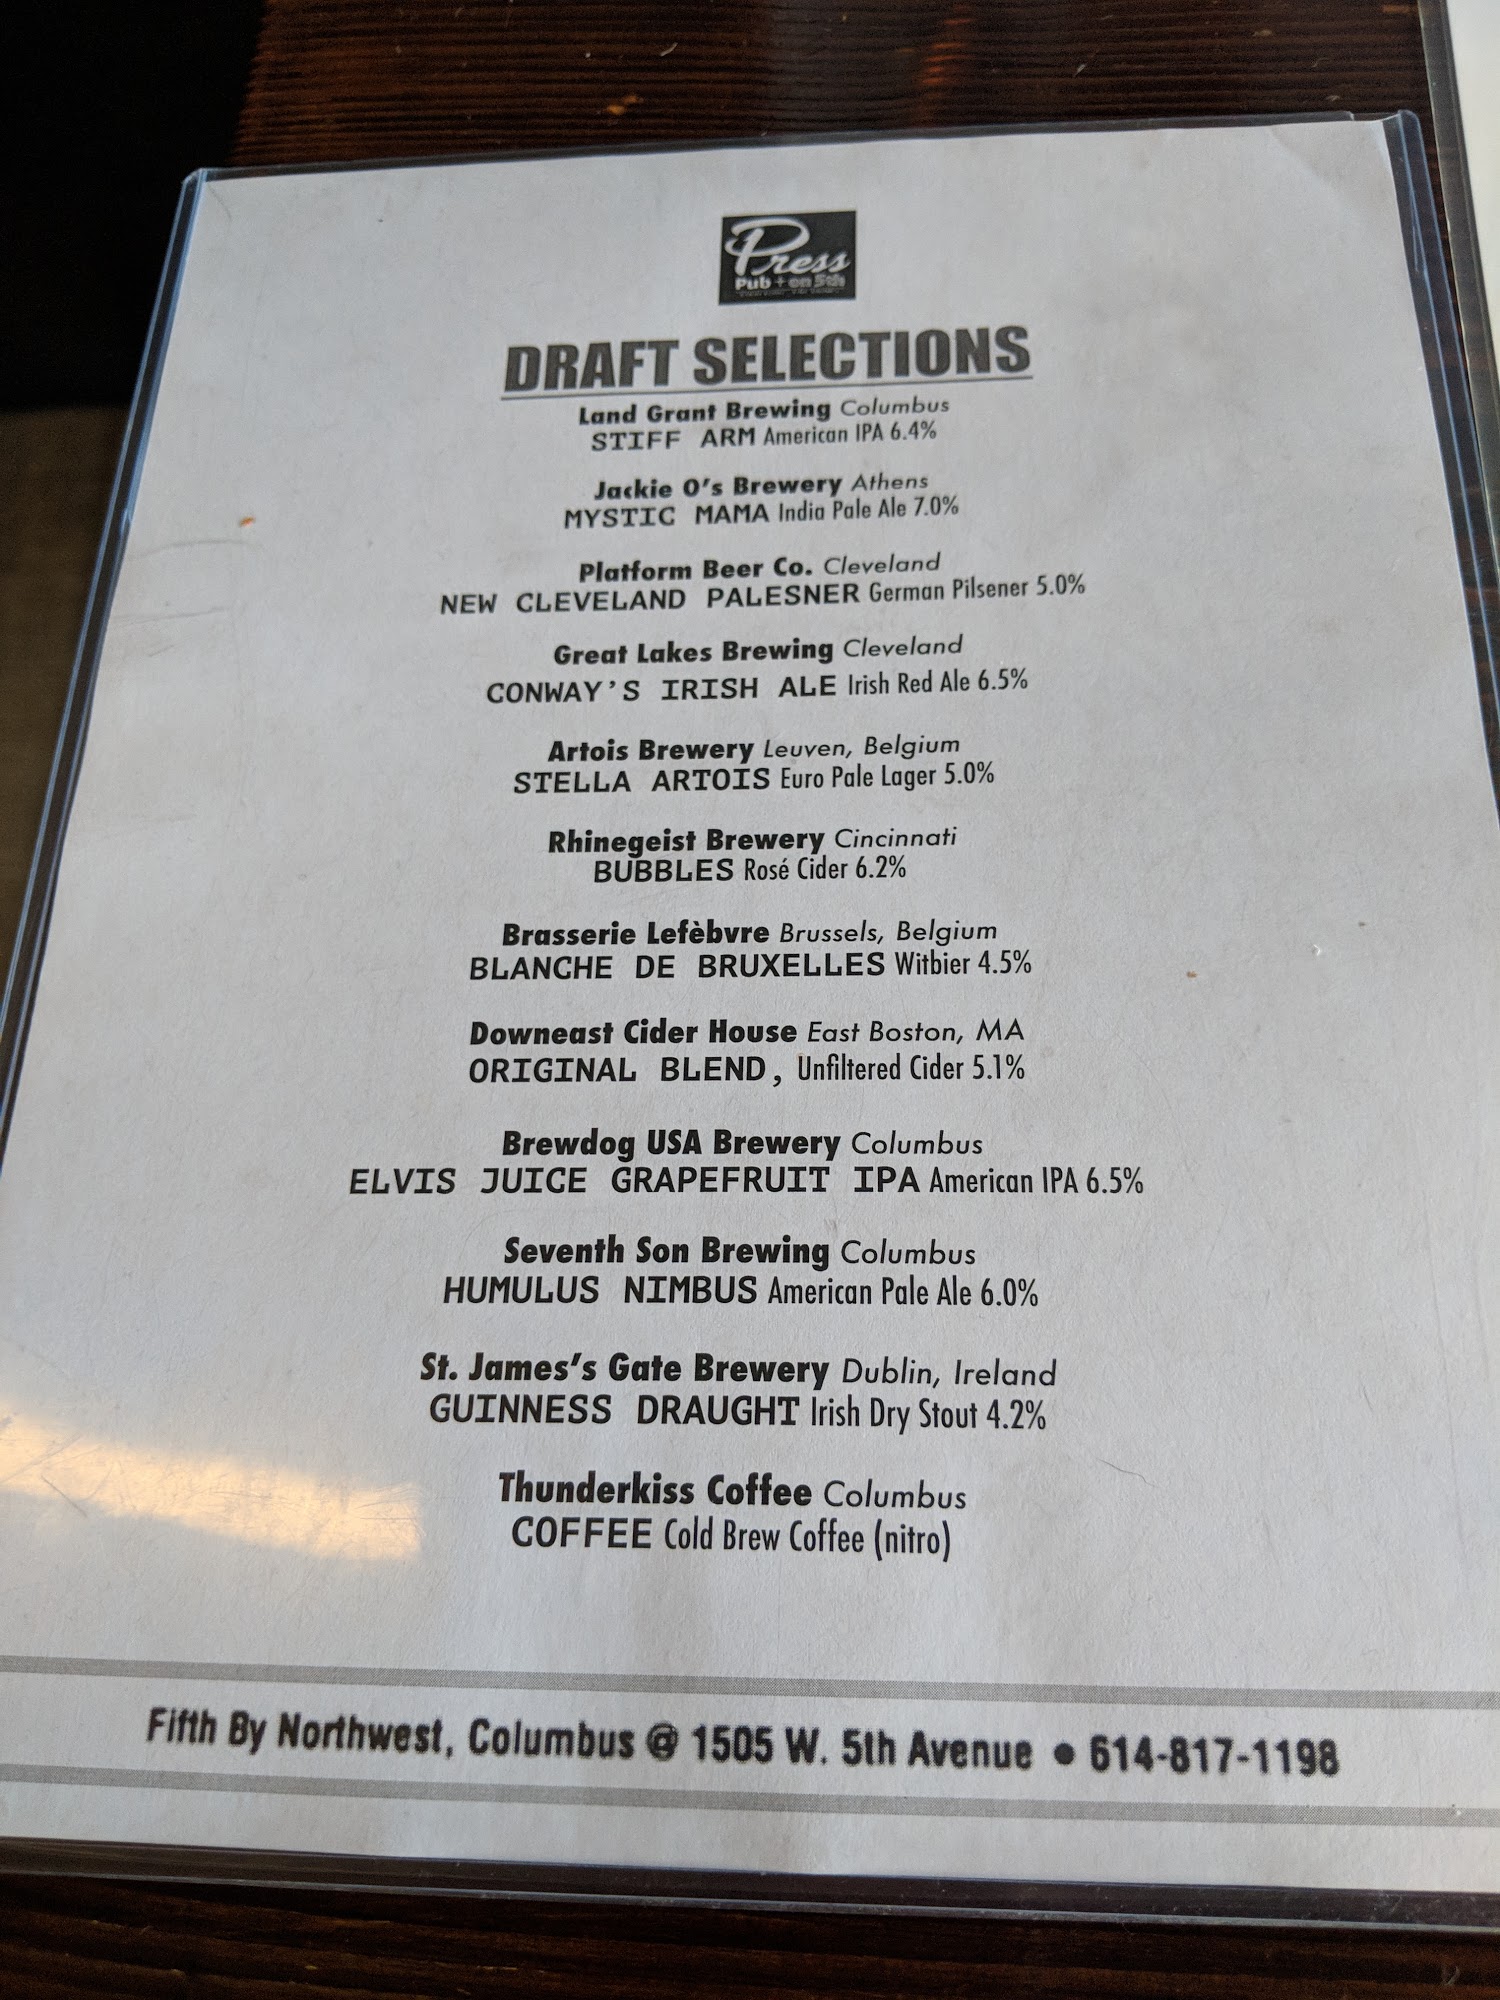 Press
Pub + on 5th
DRAFT SELECTIONS
Land Grant Brewing Columbus
STIFF ARM American IPA 6.4%
Jackie O's Brewery Athens
MYSTIC MAMA India Pale Ale 7.0%
Platform Beer Co. Cleveland
NEW CLEVELAND PALESNER German Pilsener 5.0%
Great Lakes Brewing Cleveland
CONWAY'S IRISH ALE Irish Red Ale 6.5%
Artois Brewery Leuven, Belgium
STELLA ARTOIS Euro Pale Lager 5.0%
Rhinegeist Brewery Cincinnati
BUBBLES Rosé Cider 6.2%
Brasserie Lefèbvre Brussels, Belgium
BLANCHE DE BRUXELLES Witbier 4.5%
Downeast Cider House East Boston, MA
ORIGINAL BLEND, Unfiltered Cider 5.1%
Brewdog USA Brewery Columbus
ELVIS JUICE GRAPEFRUIT IPA American IPA 6.5%
Seventh Son Brewing Columbus
HUMULUS NIMBUS American Pale Ale 6.0%
St. James's Gate Brewery Dublin, Ireland
GUINNESS DRAUGHT Irish Dry Stout 4.2%
Thunderkiss Coffee Columbus
COFFEE Cold Brew Coffee (nitro)
Fifth By Northwest, Columbus @ 1505 W. 5th Avenue • 614-817-1198